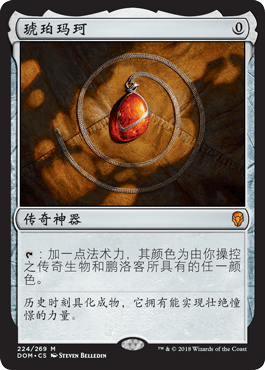 琥珀玛珂 0
传奇神器
：加一点法术力，其颜色为由你操控
之传奇生物和鹏洛客所具有的任一颜
色。
历史时刻具化成物，它拥有能实现壮绝憧
憬的力量。
224/269 M
DOM • CS Steven Belledin
™ & © 2018 Wizards of the Coast